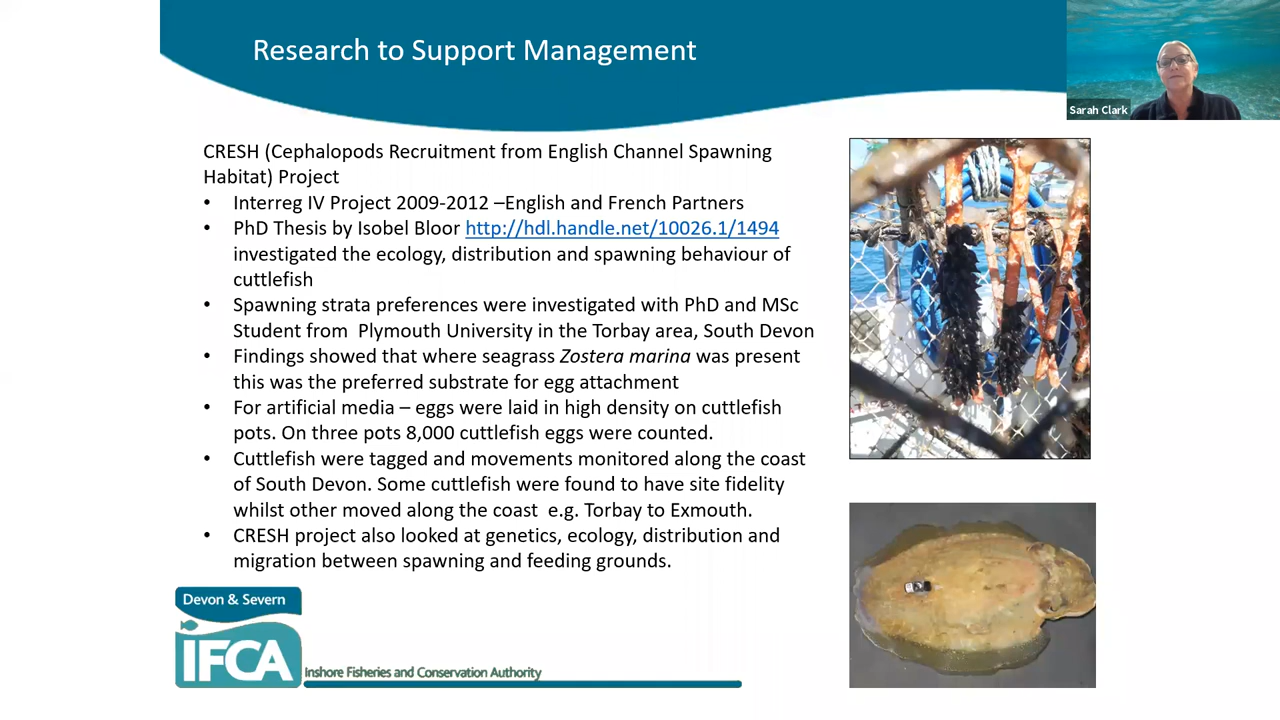 Research to Support Management
Sarah Clark
CRESH (Cephalopods Recruitment from English Channel Spawning
Habitat) Project
• Interreg IV Project 2009-2012 –English and French Partners
• PhD Thesis by Isobel Bloor http://hdl.handle.net/10026.1/1494
investigated the ecology, distribution and spawning behaviour of
cuttlefish
• Spawning strata preferences were investigated with PhD and MSc
Student from Plymouth University in the Torbay area, South Devon
• Findings showed that where seagrass Zostera marina was present
this was the preferred substrate for egg attachment
• For artificial media – eggs were laid in high density on cuttlefish
pots. On three pots 8,000 cuttlefish eggs were counted.
• Cuttlefish were tagged and movements monitored along the coast
of South Devon. Some cuttlefish were found to have site fidelity
whilst other moved along the coast e.g. Torbay to Exmouth.
• CRESH project also looked at genetics, ecology, distribution and
migration between spawning and feeding grounds.
Devon & Severn
IFCA
Inshore Fisheries and Conservation Authority